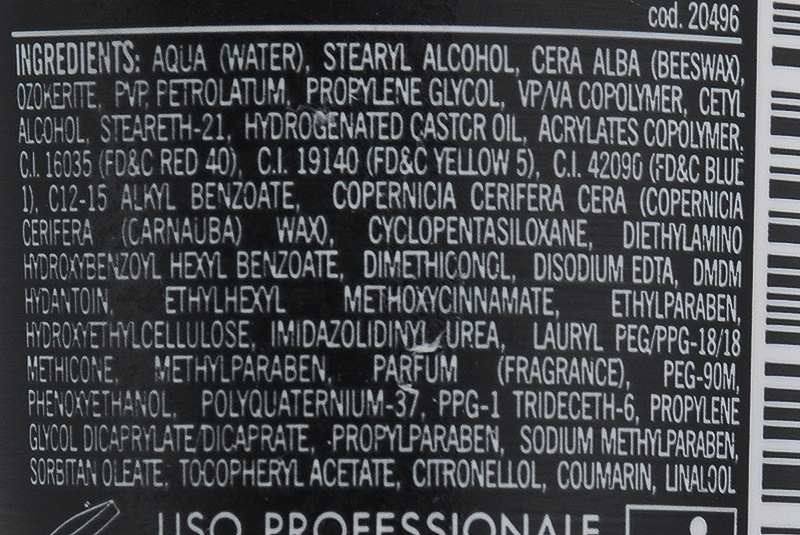 cod. 20496
INGREDIENTS: AQUA (WATER), STEARYL ALCOHOL, CERA ALBA (BEESWAX),
OZOKERITE, PVP, PETROLATUM, PROPYLENE GLYCOL, VP/VA COPOLYMER, CETYL
ALCOHOL, STEARETH-21, HYDROGENATED CASTOR OIL, ACRYLATES COPOLYMER,
C.I. 16035 (FD&C RED 40), C.I. 19140 (FD&C YELLOW 5), C.I. 42090 (FD&C BLUE
1), C12-15 ALKYL BENZOATE, COPERNICIA CERIFERA CERA (COPERNICIA
CERIFERA (CARNAUBA) WAX), CYCLOPENTASILOXANE, DIETHYLAMINO
HYDROXYBENZOYL HEXYL BENZOATE, DIMETHICONOL, DISODIUM EDTA, DMDM
HYDANTOIN, ETHYLHEXYL METHOXYCINNAMATE, ETHYLPARABEN,
HYDROXYETHYLCELLULOSE, IMIDAZOLIDINYL UREA, LAURYL PEG/PPG-18/18
METHICONE, METHYLPARABEN, PARFUM (FRAGRANCE), PEG-90M,
PHENOXYETHANOL, POLYQUATERNIUM-37, PPG-1 TRIDECETH-6, PROPYLENE
GLYCOL DICAPRYLATE/DICAPRATE, PROPYLPARABEN, SODIUM METHYLPARABEN,
SORBITAN OLEATE, TOCOPHERYL ACETATE, CITRONELLOL, COUMARIN, LINALOOL
USO PROFESSIONALE